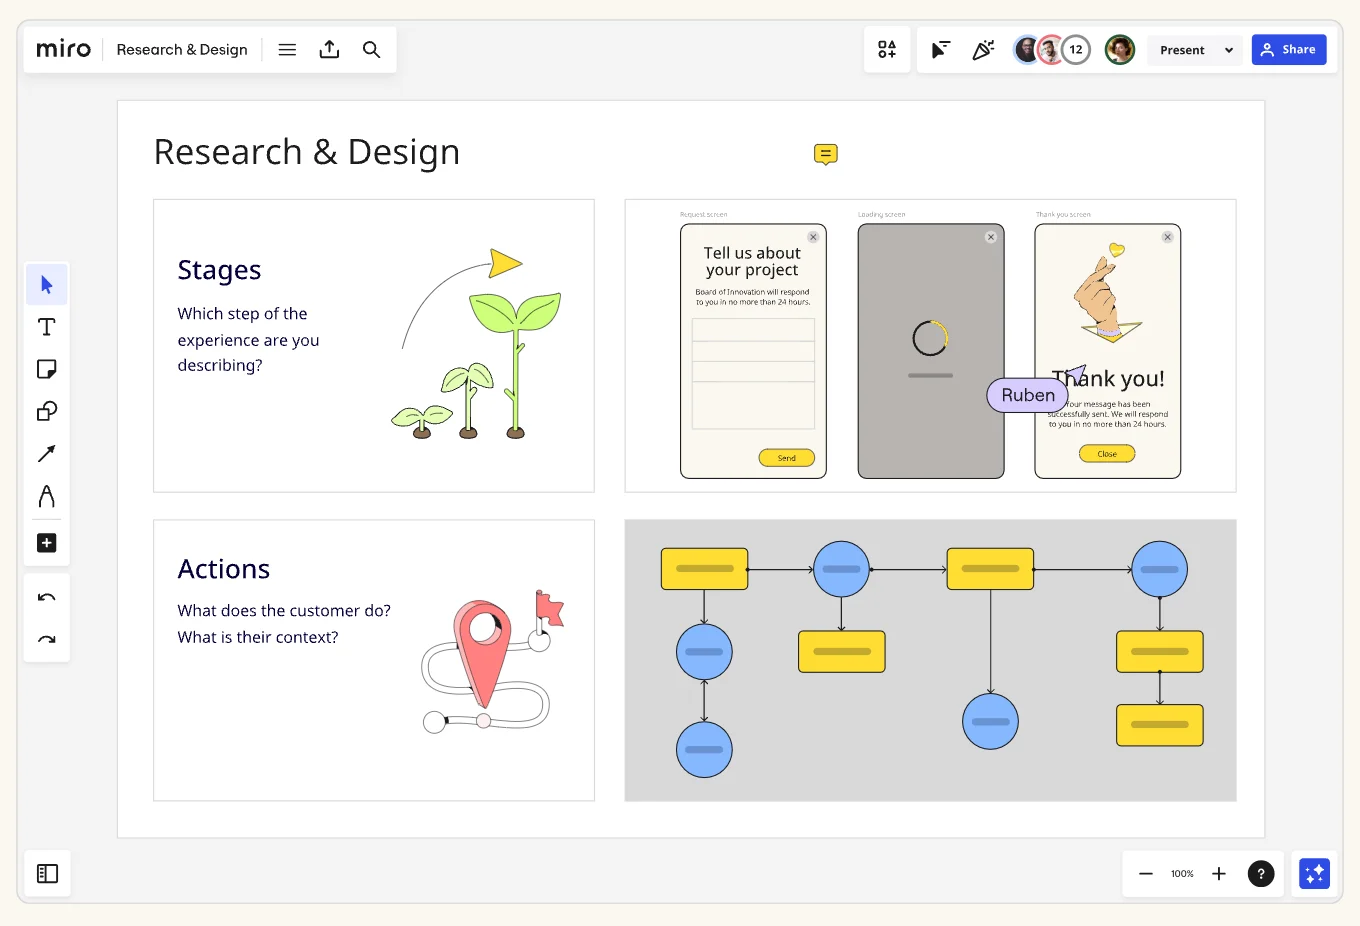 miro
Research & Design
12
Present
Share
Research & Design
Stages
Which step of the
experience are you
describing?
Request screen
Tell us about
your project
Board of Innovation will respond
to you in no more than 24 hours.
Send
Loading screen
Thank you screen
Thank you!
Your message has been
successfully sent. We will respond
to you in no more than 24 hours.
Close
Ruben
Actions
What does the customer do?
What is their context?
100%
?